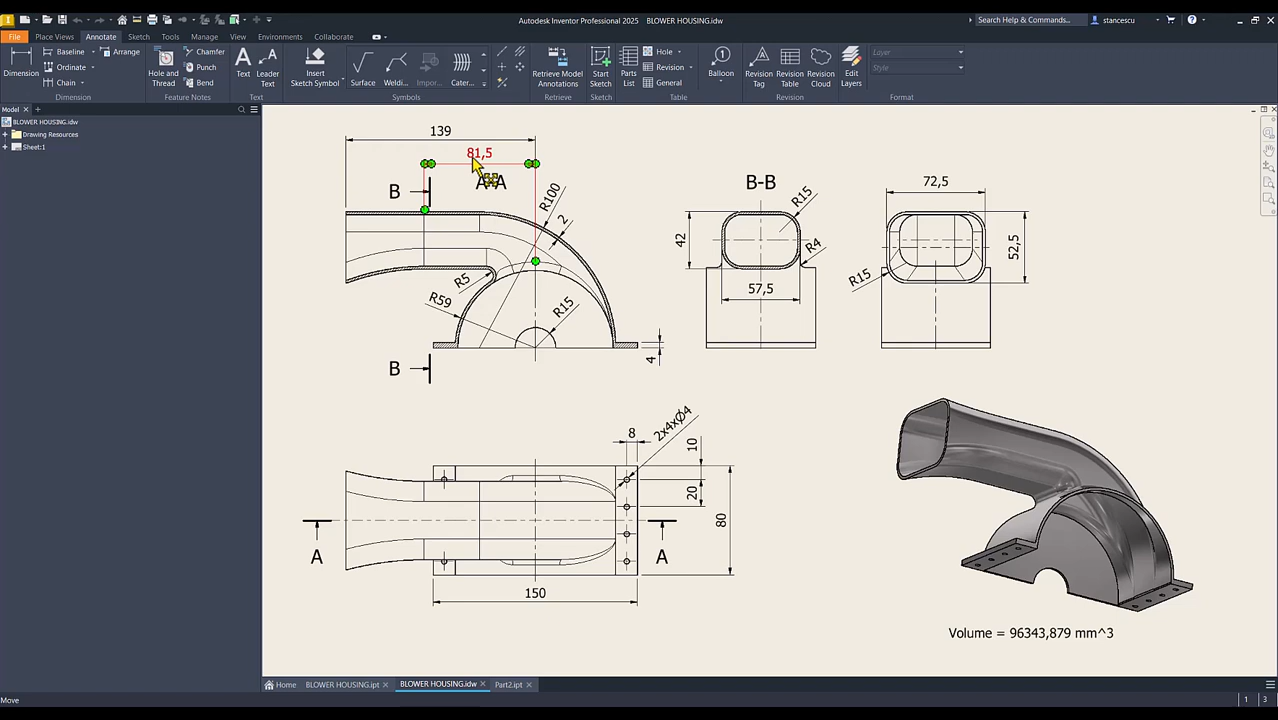 Autodesk Inventor Professional 2025 BLOWER HOUSING.idw
Search Help & Commands...
stancescu
File Place Views Annotate Sketch Tools Manage View Environments Collaborate
Dimension
Baseline
Ordinate
Chain
Arrange
Dimension
Hole and Thread
Chamfer
Punch
Bend
Feature Notes
Text
Leader Text
Text
Insert Sketch Symbol
Surface
Weldi...
Impor...
Cater...
Symbols
Retrieve Model Annotations
Retrieve
Start Sketch
Sketch
Parts List
Hole
Revision
General
Table
Balloon
Revision Tag
Revision Table
Revision Cloud
Revision
Edit Layers
Layer
Style
Format
Model
BLOWER HOUSING.idw
Drawing Resources
Sheet:1
139
81,5
A-A
B
R100
2
R5
R59
R15
4
B
B-B
R15
42
R4
57,5
72,5
R15
52,5
8
2x4xØ4
10
20
80
A
A
150
Volume = 96343,879 mm^3
Home BLOWER HOUSING.ipt BLOWER HOUSING.idw Part2.ipt
Move
1 3